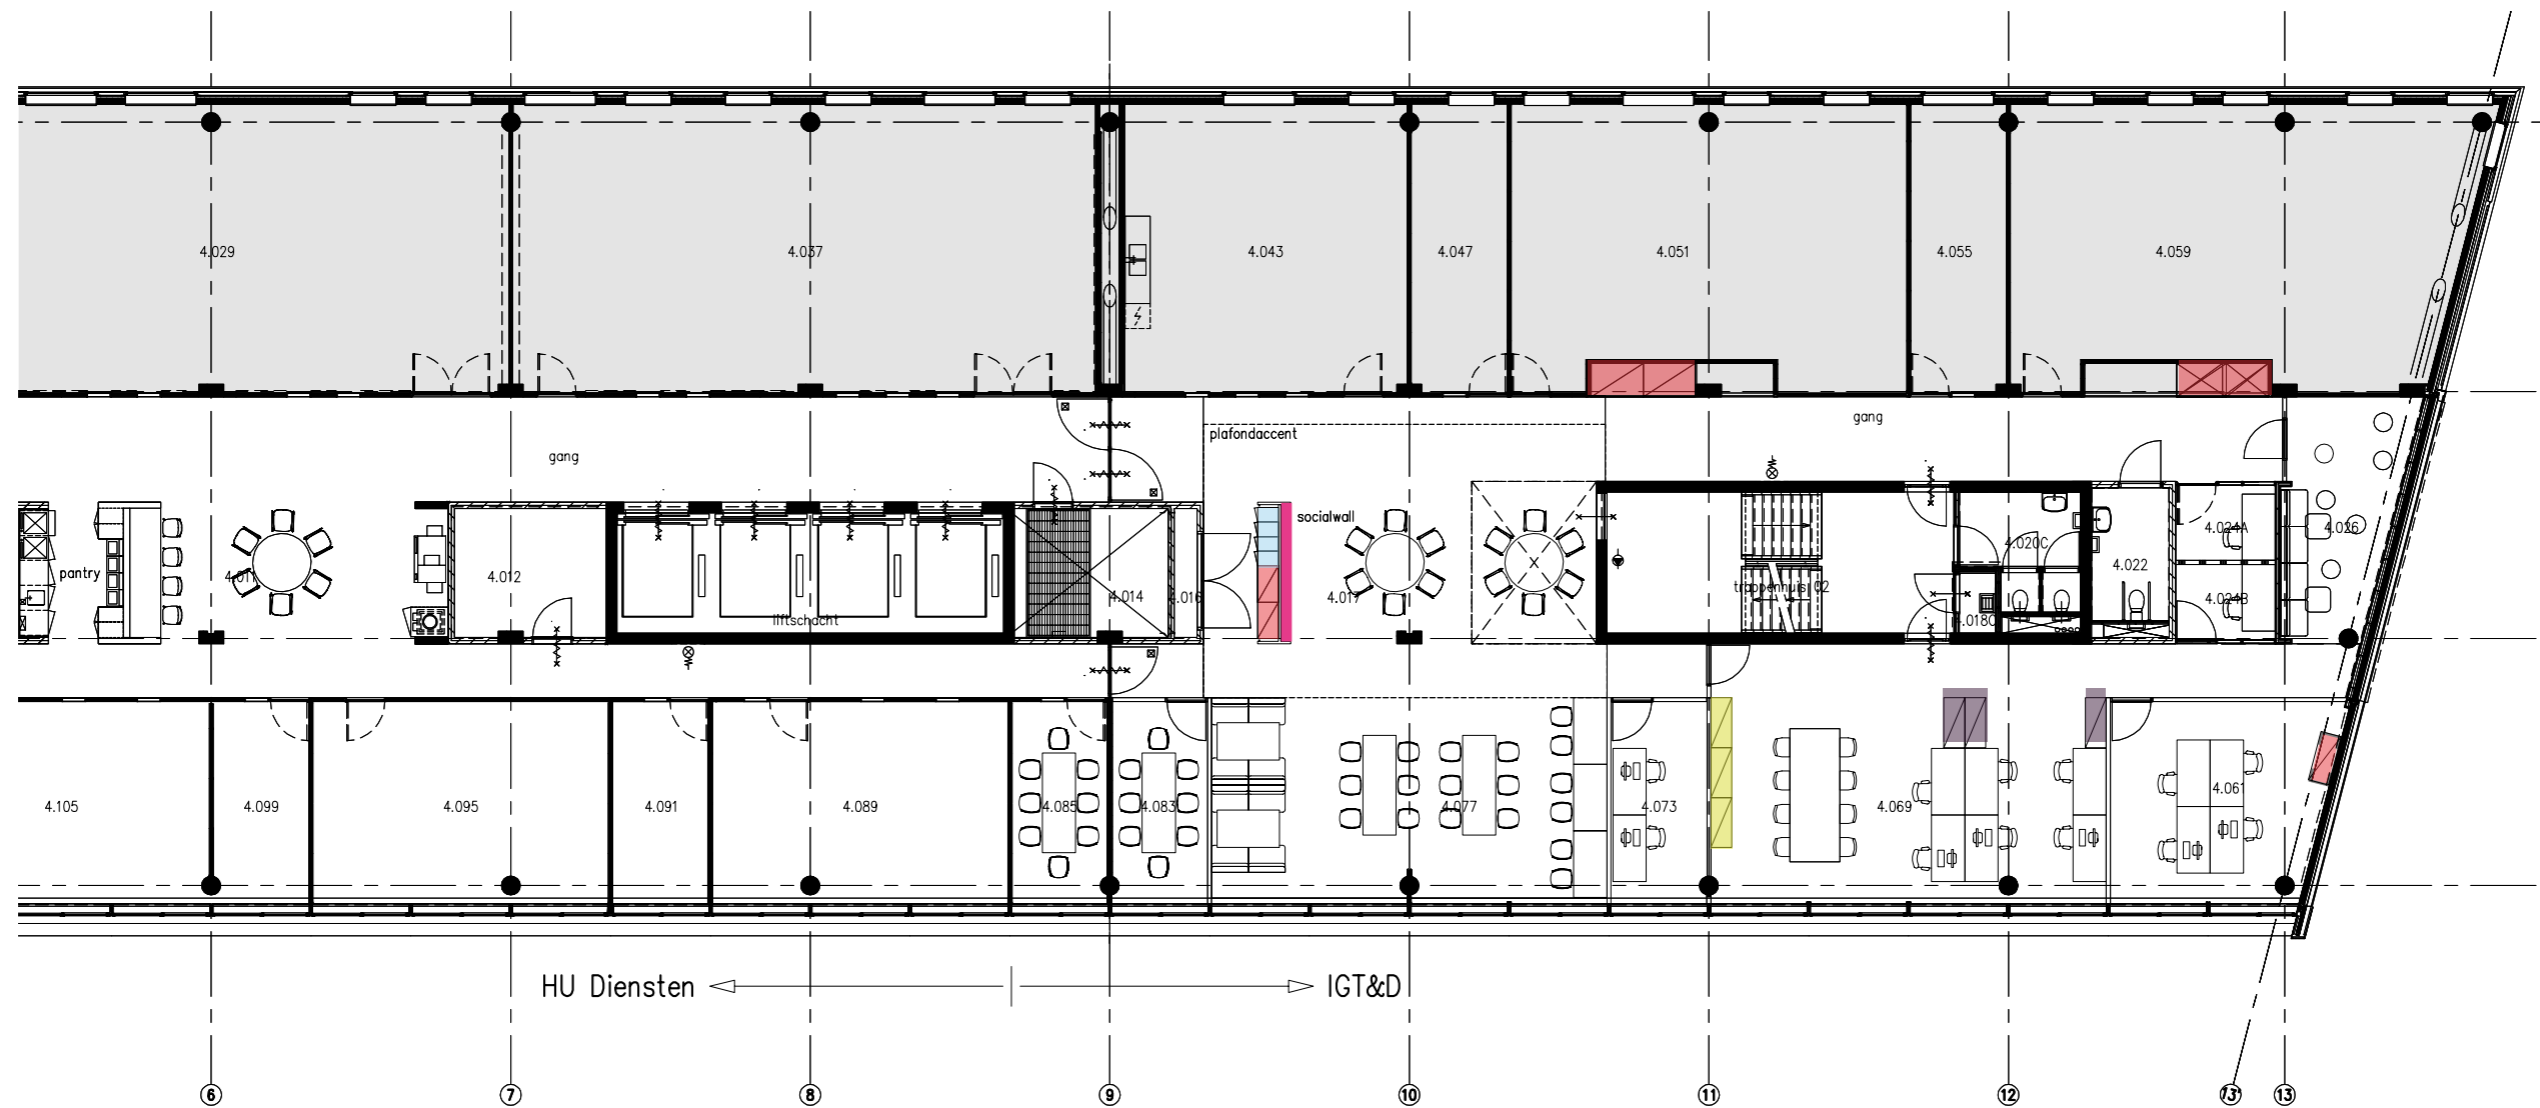 4.029
4.037
4.043
4.047
4.051
4.055
4.059
gang
plafondaccent
gang
socialwall
pantry
4.011
4.012
liftschacht
4.014
4.016
4.017
trappenhuis 02
4.018C
4.020C
4.022
4.024A
4.024B
4.026
4.105
4.099
4.095
4.091
4.089
4.085
4.083
4.077
4.073
4.069
4.061
HU Diensten
IGT&D
6
7
8
9
10
11
12
13'
13